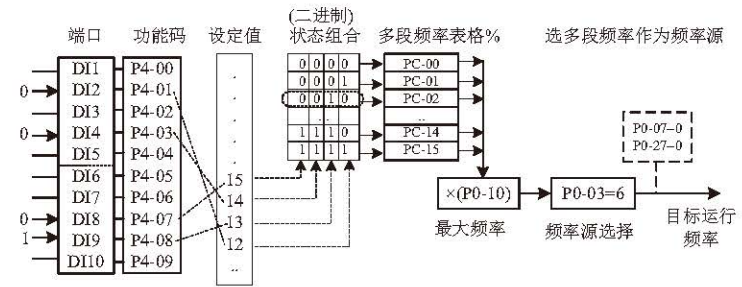 (二进制)
端口 功能码 设定值 状态组合 多段频率表格% 选多段频率作为频率源
DI1 P4-00 . 0 0 0 0 PC-00
0 DI2 P4-01 . 0 0 0 1 PC-01
DI3 P4-02 . 0 0 1 0 PC-02
0 DI4 P4-03 . 1 1 1 0 PC-14
DI5 P4-04 . 1 1 1 1 PC-15
DI6 P4-05 15
DI7 P4-06 14
0 DI8 P4-07 13
1 DI9 P4-08 12
DI10 P4-09 ..
P0-07=0
P0-27=0
×(P0-10) P0-03=6
最大频率 频率源选择 目标运行
频率